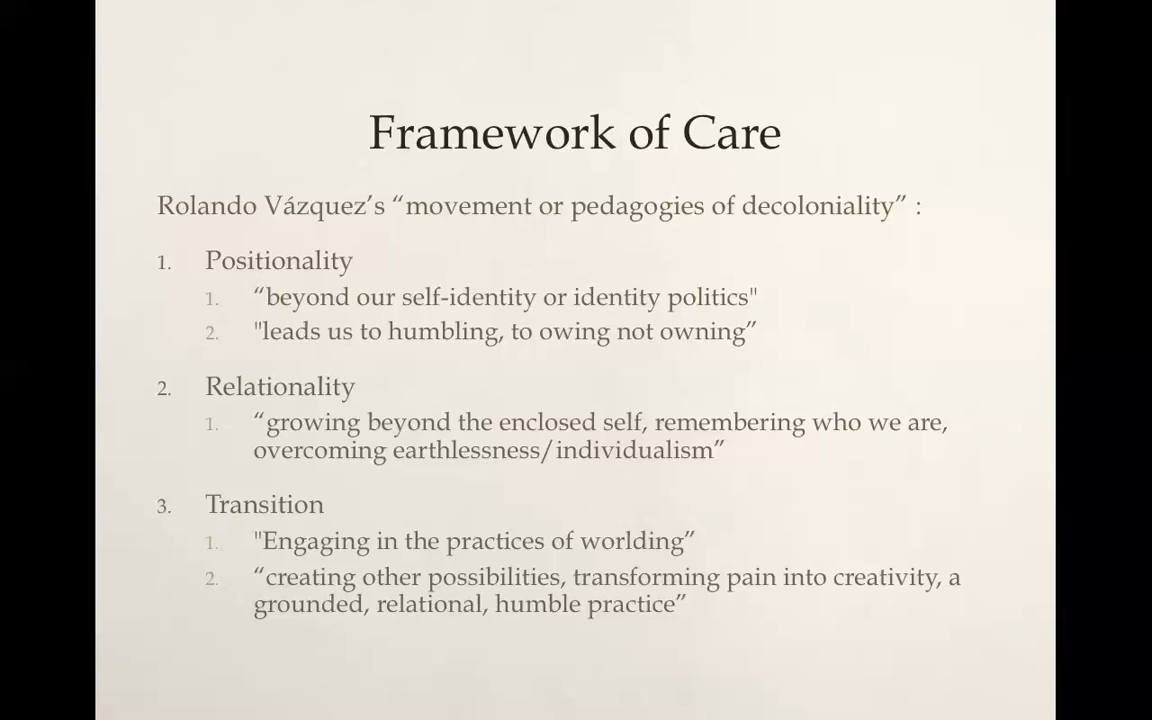 Framework of Care
Rolando Vázquez’s “movement or pedagogies of decoloniality” :
1. Positionality
1. “beyond our self-identity or identity politics"
2. "leads us to humbling, to owing not owning”
2. Relationality
1. “growing beyond the enclosed self, remembering who we are,
overcoming earthlessness/individualism”
3. Transition
1. "Engaging in the practices of worlding”
2. “creating other possibilities, transforming pain into creativity, a
grounded, relational, humble practice”